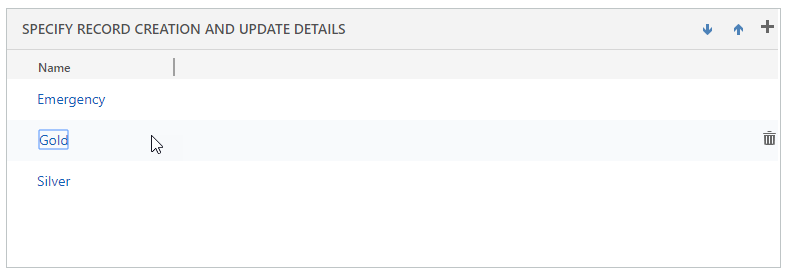 SPECIFY RECORD CREATION AND UPDATE DETAILS
Name
Emergency
Gold
Silver